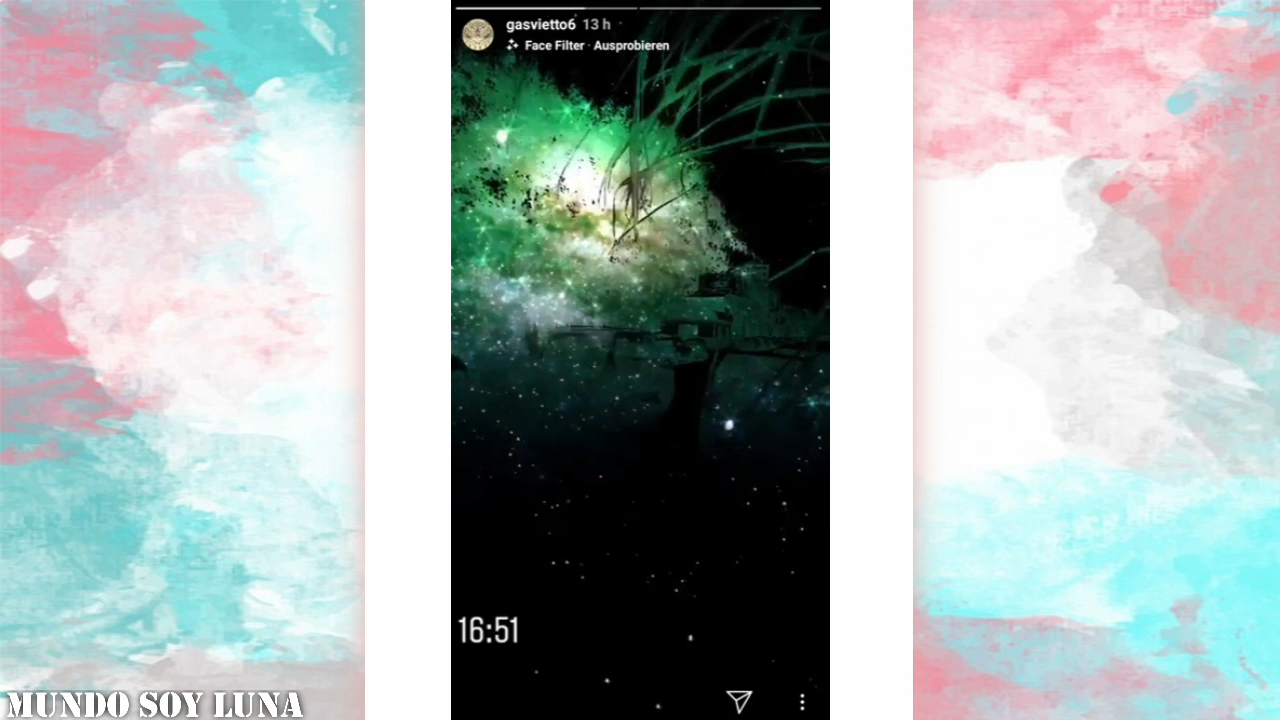 gasvietto6 13 h
Face Filter · Ausprobieren
16:51
MUNDO SOY LUNA